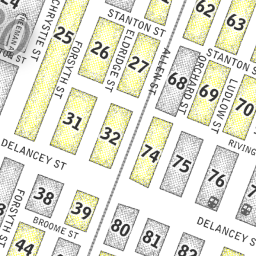 24
CHRYSTIE ST
25
FORSYTH ST
STANTON ST
26
ELDRIDGE ST
27
ALLEN ST
62
63
STANTON ST
68
ORCHARD ST
69
LUDLOW ST
70
31
32
74
75
76
RIVING
DELANCEY ST
FORSYTH ST
38
39
BROOME ST
44
80
81
82
DELANCEY S